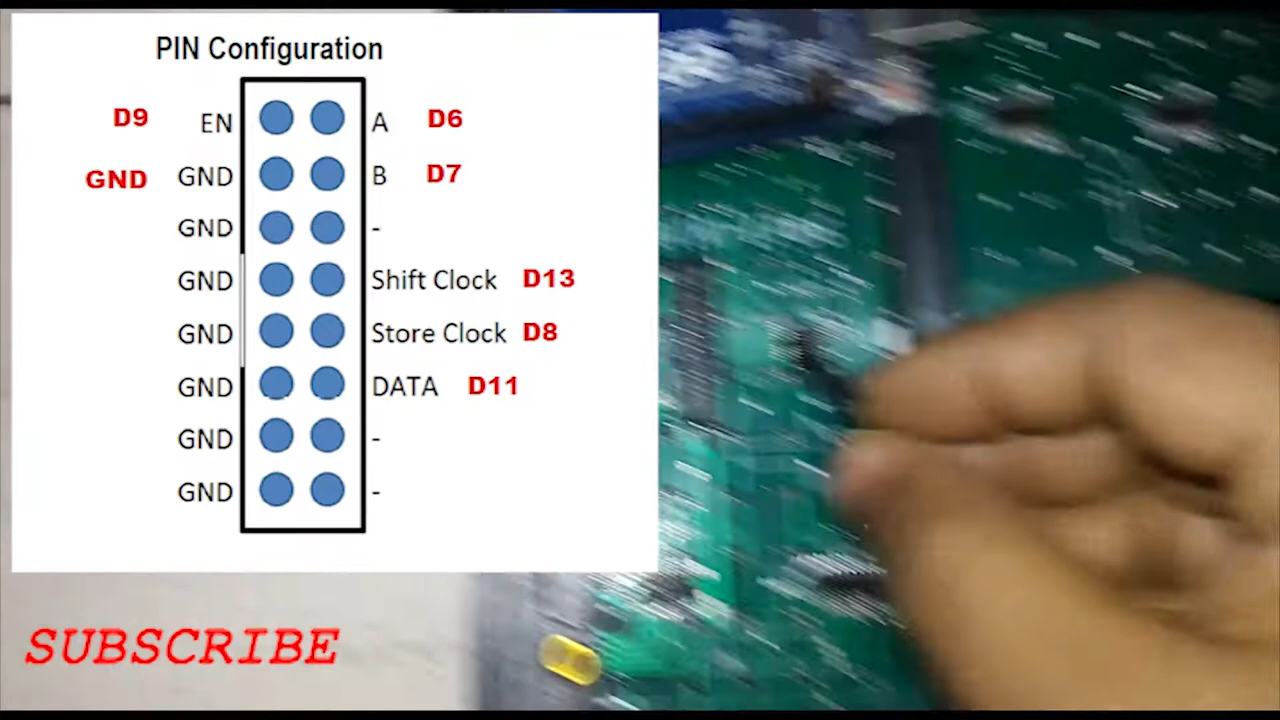 PIN Configuration
D9 EN A D6
GND GND B D7
GND -
GND Shift Clock D13
GND Store Clock D8
GND DATA D11
GND -
GND -
SUBSCRIBE